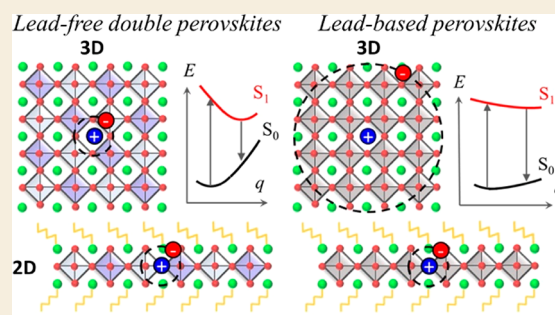 Lead-free double perovskites
Lead-based perovskites
3D
3D
E
S1
S0
q
E
S1
S0
2D